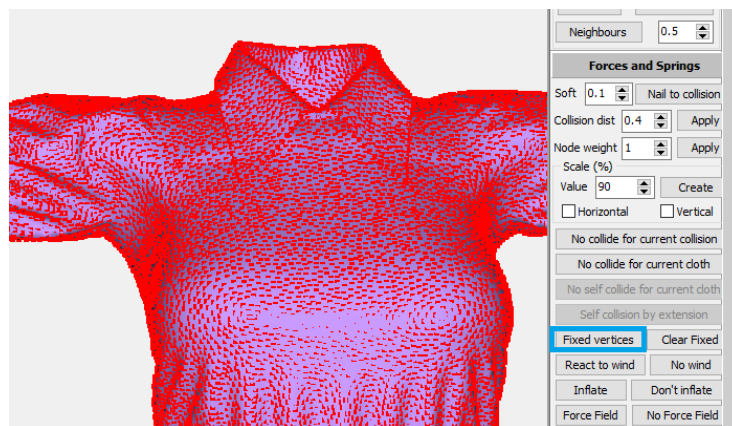 Neighbours 0.5
Forces and Springs
Soft 0.1 Nail to collision
Collision dist 0.4 Apply
Node weight 1 Apply
Scale (%)
Value 90 Create
Horizontal Vertical
No collide for current collision
No collide for current cloth
No self collide for current cloth
Self collision by extension
Fixed vertices Clear Fixed
React to wind No wind
Inflate Don't inflate
Force Field No Force Field